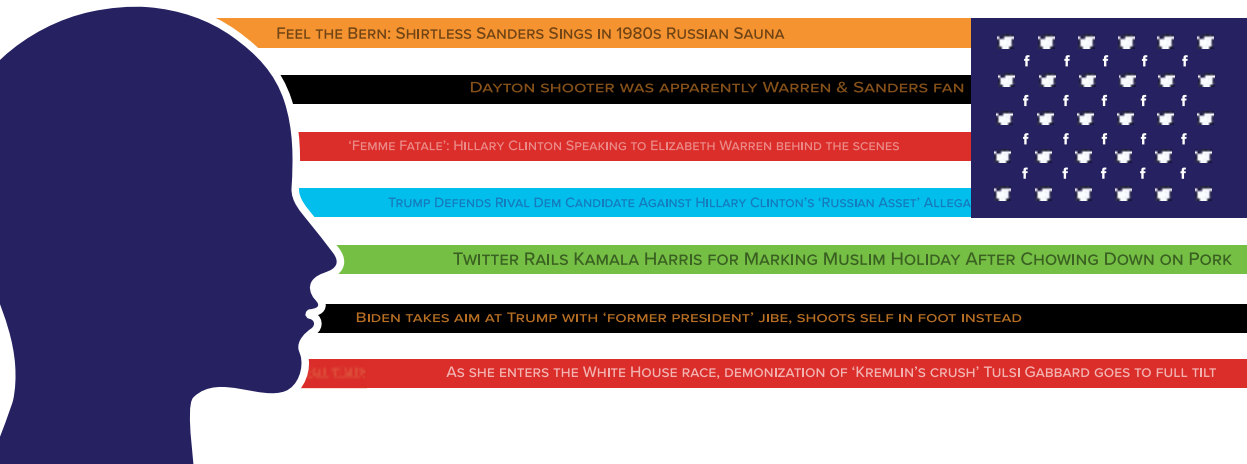 Feel the Bern: Shirtless Sanders Sings in 1980s Russian Sauna
Dayton shooter was apparently Warren & Sanders fan
‘Femme Fatale’: Hillary Clinton Speaking to Elizabeth Warren behind the scenes
Trump Defends Rival Dem Candidate Against Hillary Clinton’s ‘Russian Asset’ Allega
Twitter Rails Kamala Harris for Marking Muslim Holiday After Chowing Down on Pork
Biden takes aim at Trump with ‘former president’ jibe, shoots self in foot instead
As she enters the White House race, demonization of ‘Kremlin’s crush’ Tulsi Gabbard goes to full tilt